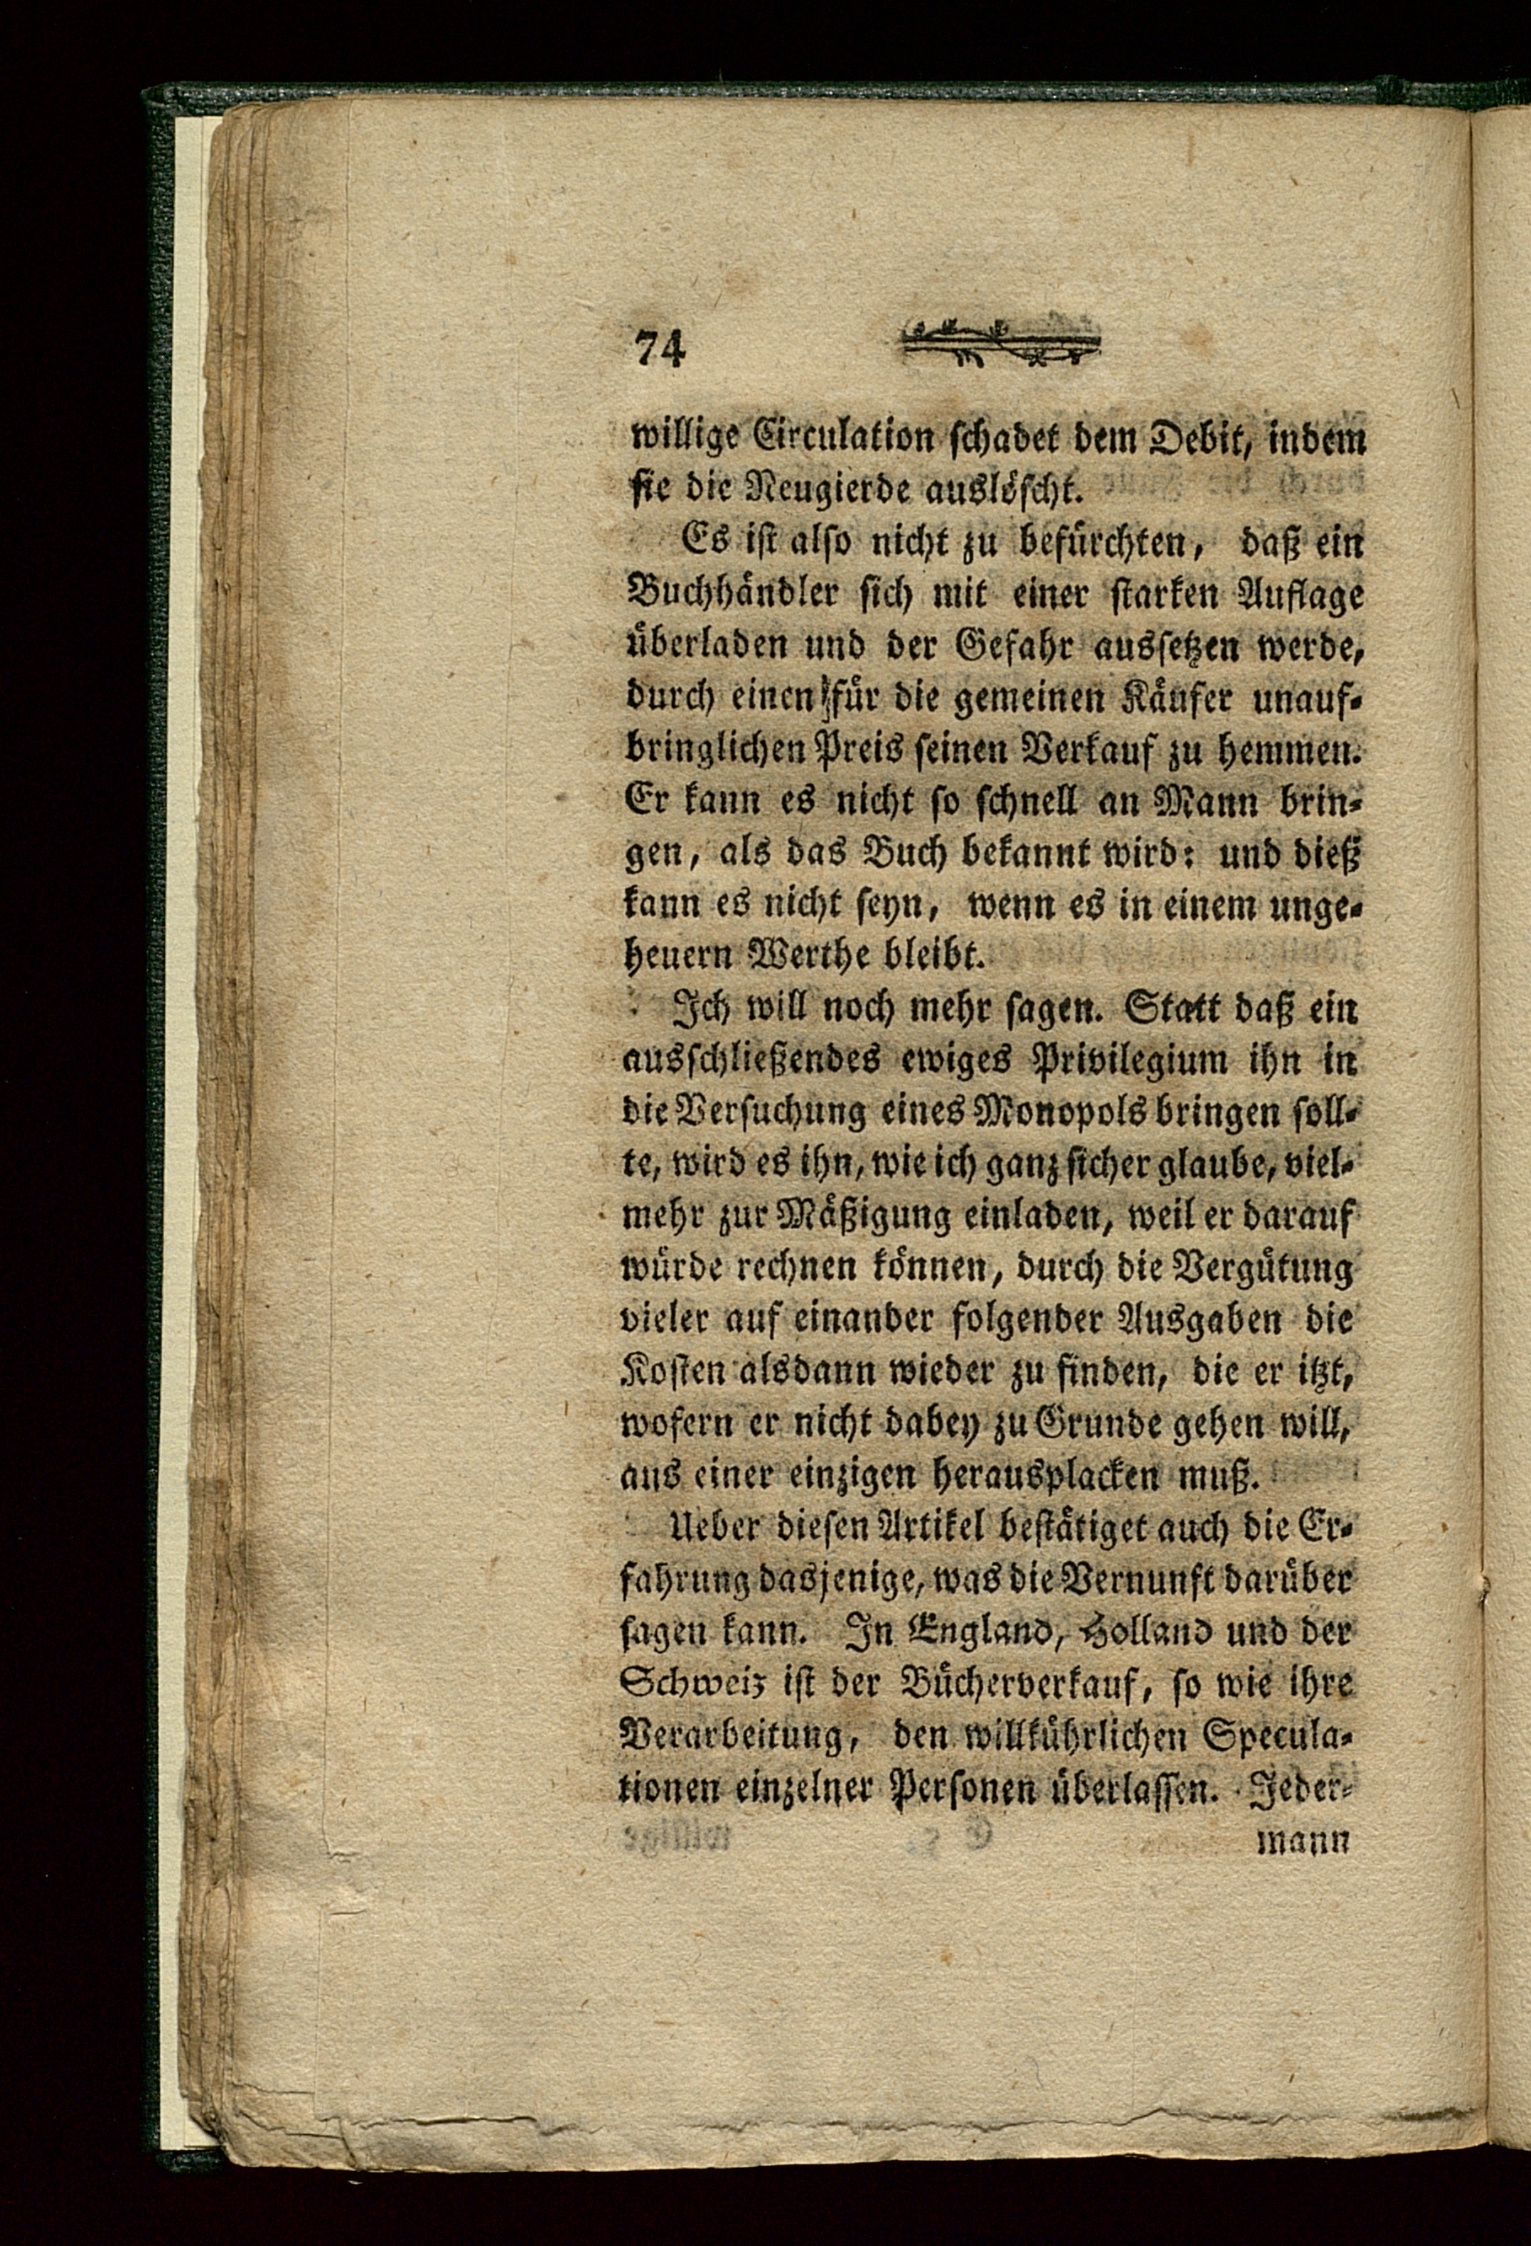 74
willige Circulation schadet dem Debit, indem
sie die Neugierde auslöscht.
Es ist also nicht zu befürchten, daß ein
Buchhändler sich mit einer starken Auflage
überladen und der Gefahr aussetzen werde,
durch einen für die gemeinen Käufer unauf-
bringlichen Preis seinen Verkauf zu hemmen.
Er kann es nicht so schnell an Mann brin-
gen, als das Buch bekannt wird: und dieß
kann es nicht seyn, wenn es in einem unge-
heuern Werthe bleibt.
Ich will noch mehr sagen. Statt daß ein
ausschließendes ewiges Privilegium ihn in
die Versuchung eines Monopols bringen soll-
te, wird es ihn, wie ich ganz sicher glaube, viel-
mehr zur Mäßigung einladen, weil er darauf
würde rechnen können, durch die Vergütung
vieler auf einander folgender Ausgaben die
Kosten alsdann wieder zu finden, die er itzt,
wofern er nicht dabey zu Grunde gehen will,
aus einer einzigen herausplacken muß.
Ueber diesen Artikel bestätiget auch die Er-
fahrung dasjenige, was die Vernunft darüber
sagen kann. In England, Holland und der
Schweiz ist der Bücherverkauf, so wie ihre
Verarbeitung, den willkührlichen Specula-
tionen einzelner Personen überlassen. Jeder-
mann